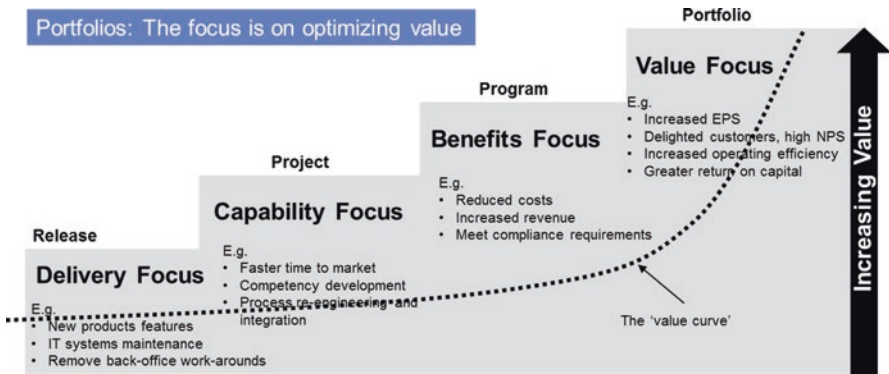 Portfolios: The focus is on optimizing value
Portfolio
Value Focus
E.g.
• Increased EPS
• Delighted customers, high NPS
• Increased operating efficiency
• Greater return on capital
Program
Benefits Focus
E.g.
• Reduced costs
• Increased revenue
• Meet compliance requirements
Project
Capability Focus
E.g.
• Faster time to market
• Competency development
• Process re-engineering and
integration
Release
Delivery Focus
E.g.
• New products features
• IT systems maintenance
• Remove back-office work-arounds
The ‘value curve’
Increasing Value